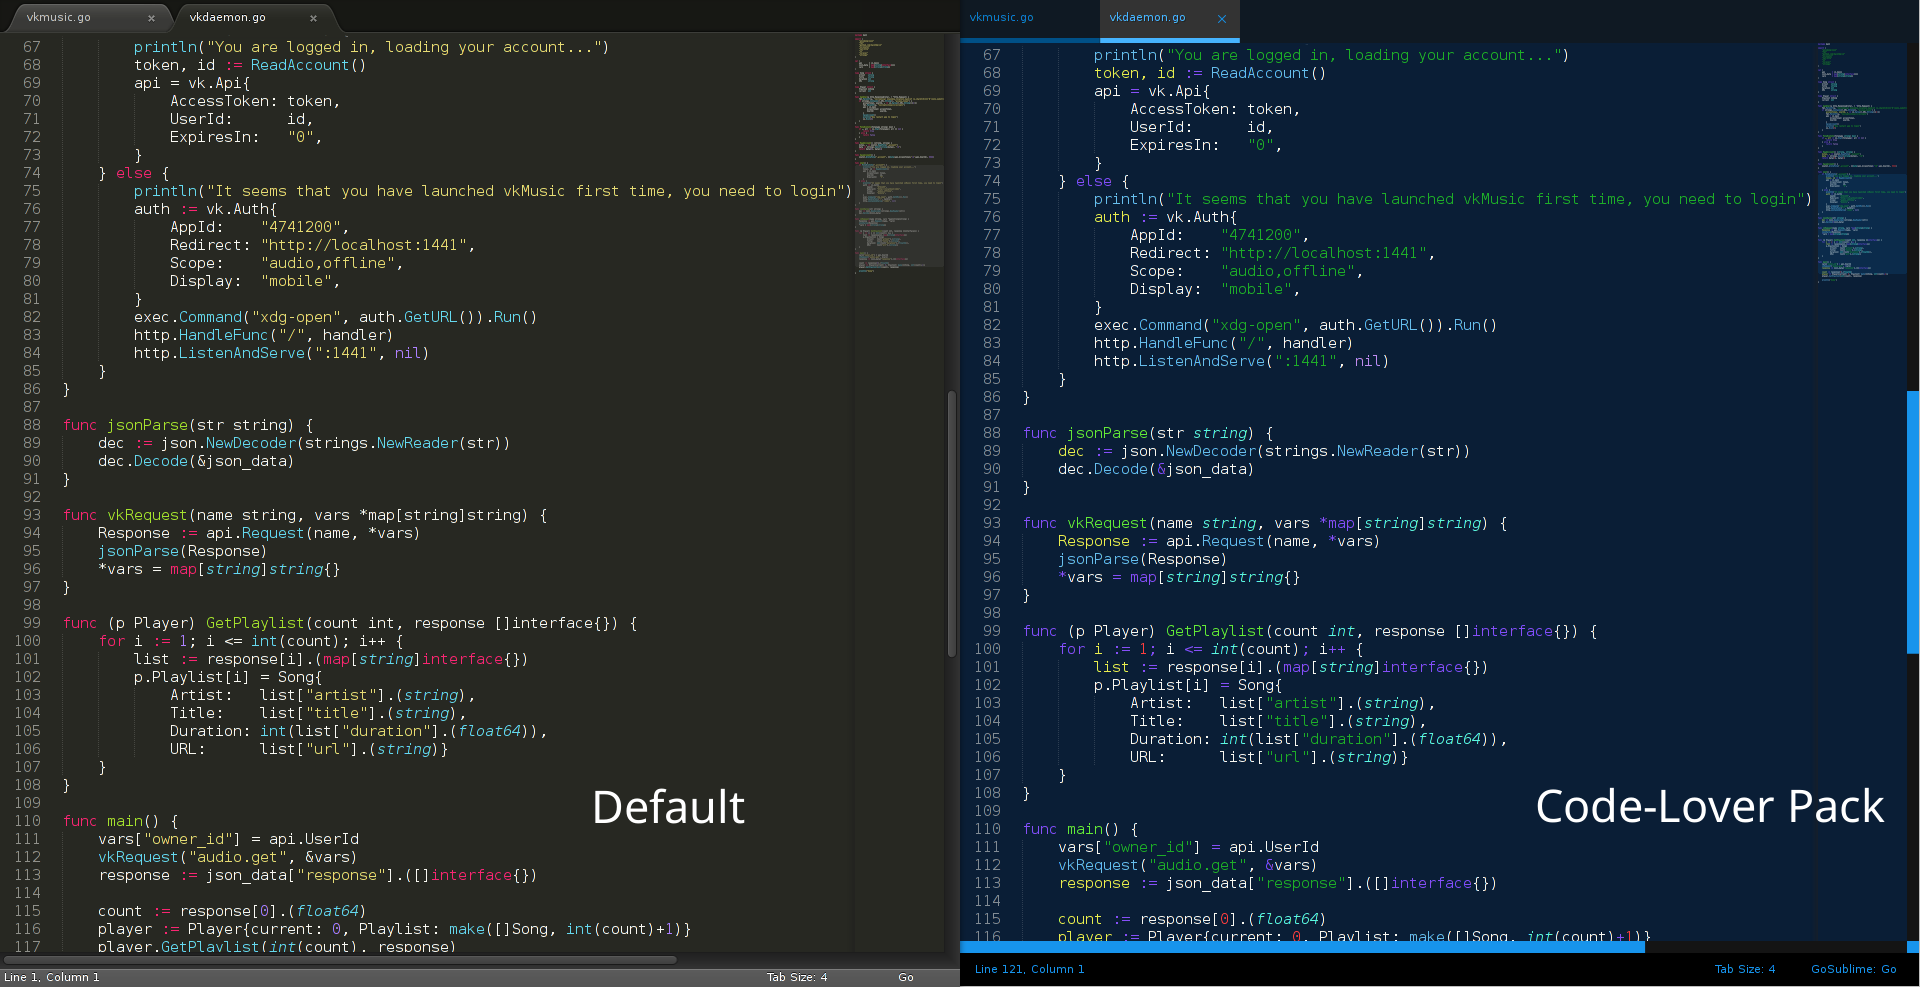 vkmusic.go × vkdaemon.go ×
67 println("You are logged in, loading your account...")
68 token, id := ReadAccount()
69 api = vk.Api{
70 AccessToken: token,
71 UserId: id,
72 ExpiresIn: "0",
73 }
74 } else {
75 println("It seems that you have launched vkMusic first time, you need to login")
76 auth := vk.Auth{
77 AppId: "4741200",
78 Redirect: "http://localhost:1441",
79 Scope: "audio,offline",
80 Display: "mobile",
81 }
82 exec.Command("xdg-open", auth.GetURL()).Run()
83 http.HandleFunc("/", handler)
84 http.ListenAndServe(":1441", nil)
85 }
86 }
87
88 func jsonParse(str string) {
89 dec := json.NewDecoder(strings.NewReader(str))
90 dec.Decode(&json_data)
91 }
92
93 func vkRequest(name string, vars *map[string]string) {
94 Response := api.Request(name, *vars)
95 jsonParse(Response)
96 *vars = map[string]string{}
97 }
98
99 func (p Player) GetPlaylist(count int, response []interface{}) {
100 for i := 1; i <= int(count); i++ {
101 list := response[i].(map[string]interface{})
102 p.Playlist[i] = Song{
103 Artist: list["artist"].(string),
104 Title: list["title"].(string),
105 Duration: int(list["duration"].(float64)),
106 URL: list["url"].(string)}
107 }
108 }
109
110 func main() {
111 vars["owner_id"] = api.UserId
112 vkRequest("audio.get", &vars)
113 response := json_data["response"].([]interface{})
114
115 count := response[0].(float64)
116 player := Player{current: 0, Playlist: make([]Song, int(count)+1)}
117 player.GetPlaylist(int(count), response)
Default
Line 1, Column 1 Tab Size: 4 Go
vkmusic.go vkdaemon.go ×
67 println("You are logged in, loading your account...")
68 token, id := ReadAccount()
69 api = vk.Api{
70 AccessToken: token,
71 UserId: id,
72 ExpiresIn: "0",
73 }
74 } else {
75 println("It seems that you have launched vkMusic first time, you need to login")
76 auth := vk.Auth{
77 AppId: "4741200",
78 Redirect: "http://localhost:1441",
79 Scope: "audio,offline",
80 Display: "mobile",
81 }
82 exec.Command("xdg-open", auth.GetURL()).Run()
83 http.HandleFunc("/", handler)
84 http.ListenAndServe(":1441", nil)
85 }
86 }
87
88 func jsonParse(str string) {
89 dec := json.NewDecoder(strings.NewReader(str))
90 dec.Decode(&json_data)
91 }
92
93 func vkRequest(name string, vars *map[string]string) {
94 Response := api.Request(name, *vars)
95 jsonParse(Response)
96 *vars = map[string]string{}
97 }
98
99 func (p Player) GetPlaylist(count int, response []interface{}) {
100 for i := 1; i <= int(count); i++ {
101 list := response[i].(map[string]interface{})
102 p.Playlist[i] = Song{
103 Artist: list["artist"].(string),
104 Title: list["title"].(string),
105 Duration: int(list["duration"].(float64)),
106 URL: list["url"].(string)}
107 }
108 }
109
110 func main() {
111 vars["owner_id"] = api.UserId
112 vkRequest("audio.get", &vars)
113 response := json_data["response"].([]interface{})
114
115 count := response[0].(float64)
116 player := Player{current: 0, Playlist: make([]Song, int(count)+1)}
Code-Lover Pack
Line 121, Column 1 Tab Size: 4 GoSublime: Go